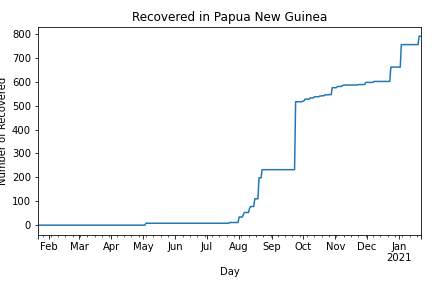 Recovered in Papua New Guinea
800
700
600
500
400
300
200
100
0
Number of Recovered
Feb Mar Apr May Jun Jul Aug Sep Oct Nov Dec Jan
2021
Day